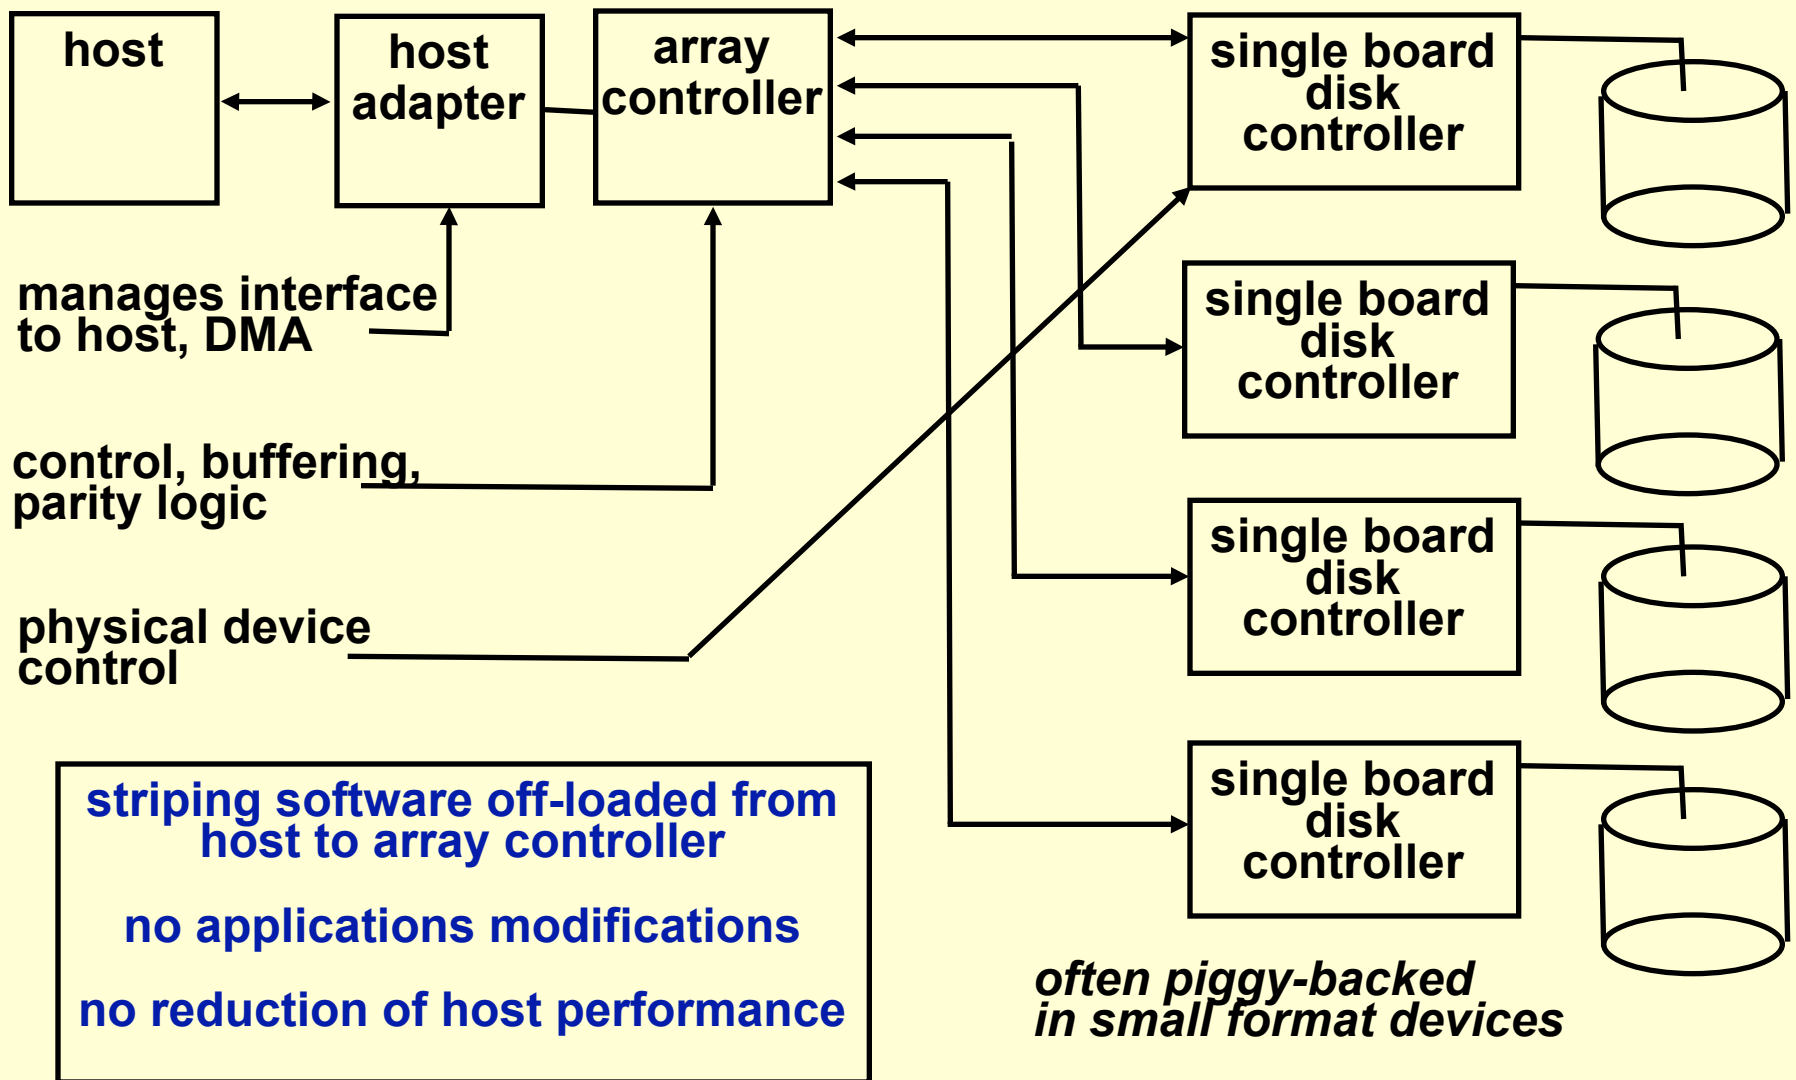 host
host
adapter
array
controller
single board
disk
controller
manages interface
to host, DMA
single board
disk
controller
control, buffering,
parity logic
single board
disk
controller
physical device
control
single board
disk
controller
striping software off-loaded from
host to array controller
no applications modifications
no reduction of host performance
often piggy-backed
in small format devices